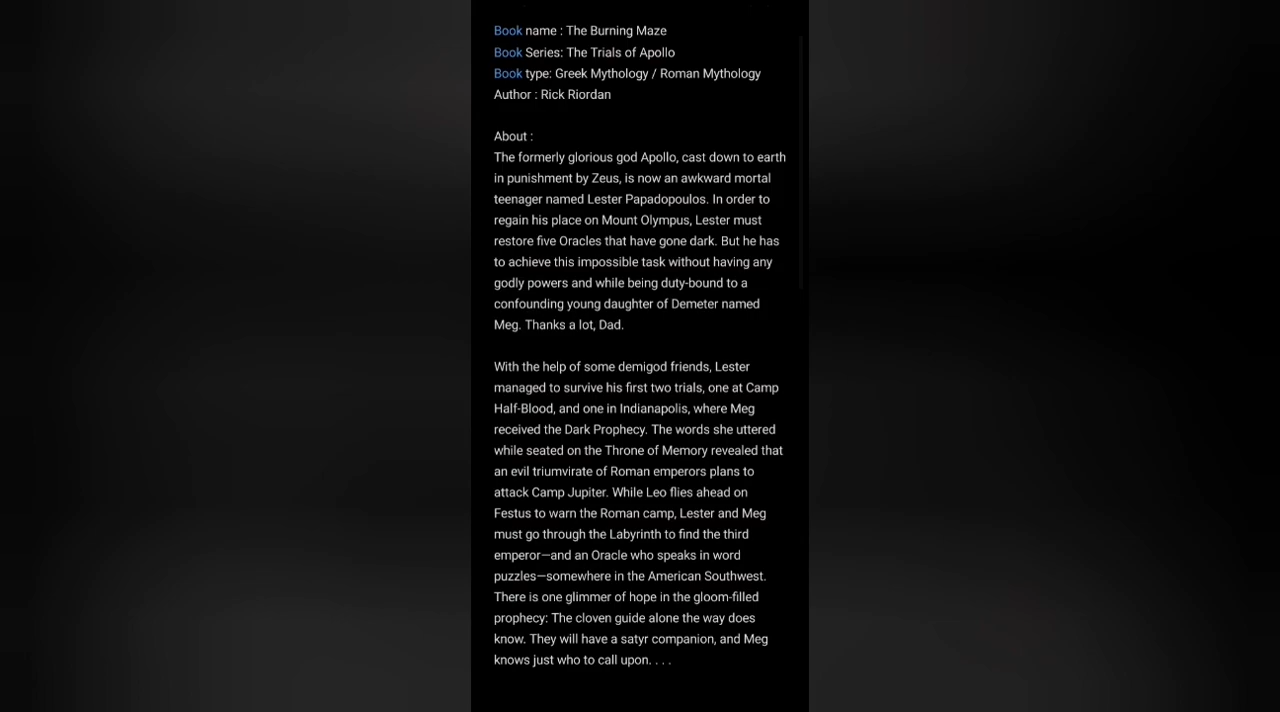 Book name : The Burning Maze
Book Series: The Trials of Apollo
Book type: Greek Mythology / Roman Mythology
Author : Rick Riordan
About :
The formerly glorious god Apollo, cast down to earth
in punishment by Zeus, is now an awkward mortal
teenager named Lester Papadopoulos. In order to
regain his place on Mount Olympus, Lester must
restore five Oracles that have gone dark. But he has
to achieve this impossible task without having any
godly powers and while being duty-bound to a
confounding young daughter of Demeter named
Meg. Thanks a lot, Dad.
With the help of some demigod friends, Lester
managed to survive his first two trials, one at Camp
Half-Blood, and one in Indianapolis, where Meg
received the Dark Prophecy. The words she uttered
while seated on the Throne of Memory revealed that
an evil triumvirate of Roman emperors plans to
attack Camp Jupiter. While Leo flies ahead on
Festus to warn the Roman camp, Lester and Meg
must go through the Labyrinth to find the third
emperor—and an Oracle who speaks in word
puzzles—somewhere in the American Southwest.
There is one glimmer of hope in the gloom-filled
prophecy: The cloven guide alone the way does
know. They will have a satyr companion, and Meg
knows just who to call upon. . . .